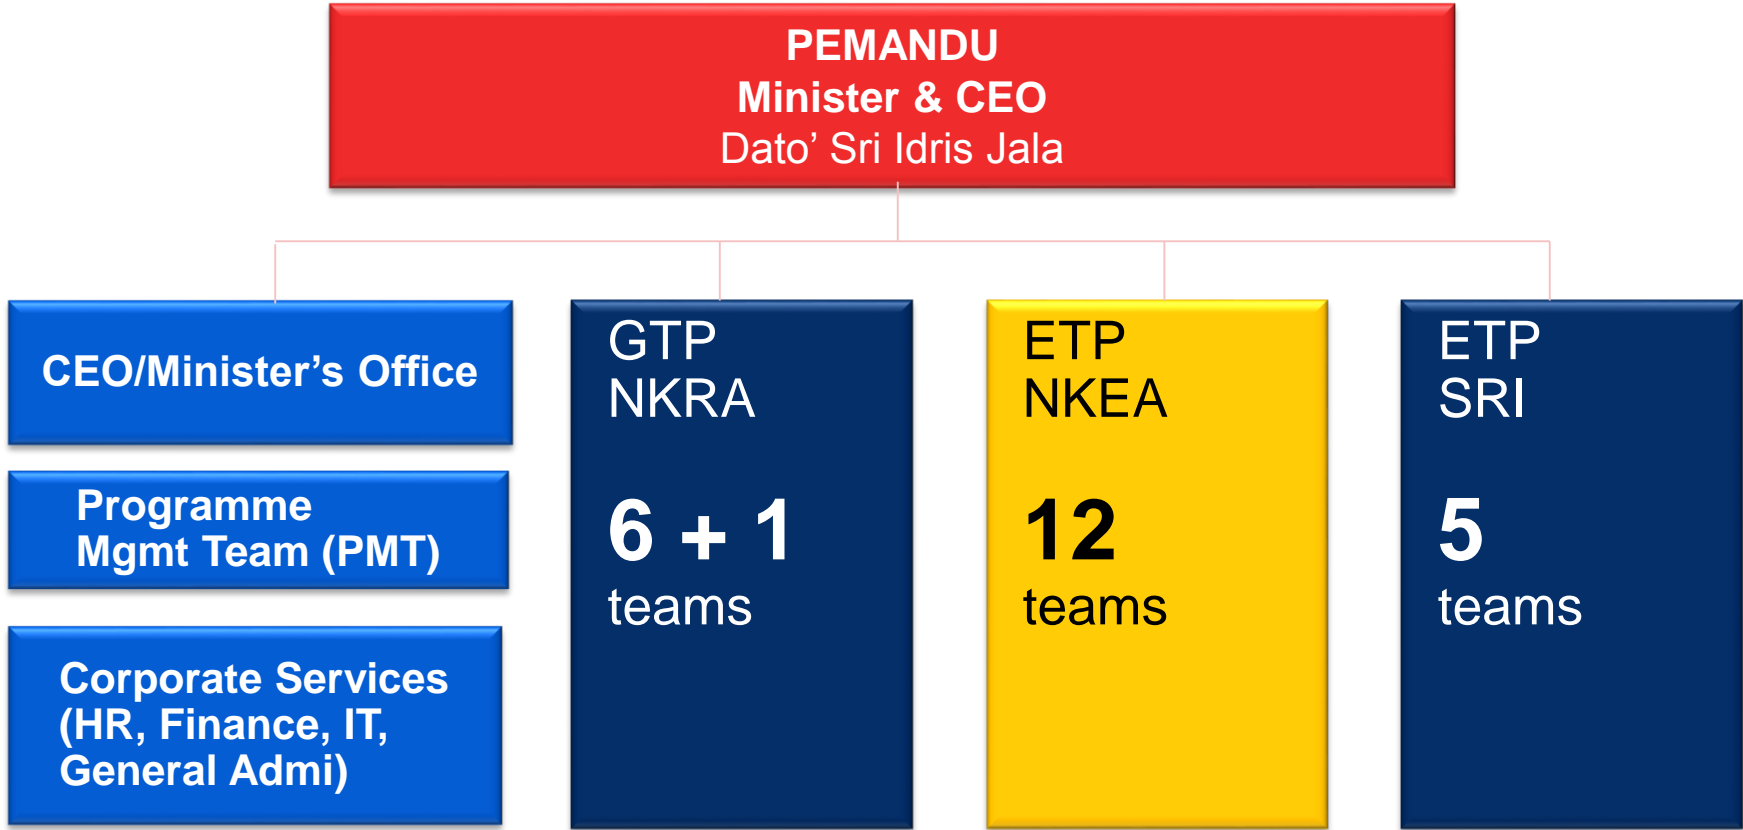 PEMANDU
Minister & CEO
Dato’ Sri Idris Jala
CEO/Minister’s Office
Programme
Mgmt Team (PMT)
Corporate Services
(HR, Finance, IT,
General Admi)
GTP
NKRA
6 + 1
teams
ETP
NKEA
12
teams
ETP
SRI
5
teams